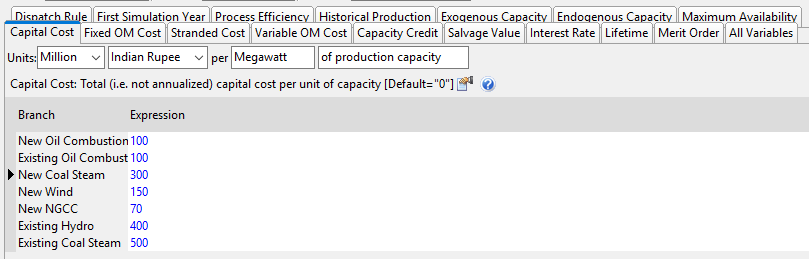 Dispatch Rule First Simulation Year Process Efficiency Historical Production Exogenous Capacity Endogenous Capacity Maximum Availability
Capital Cost Fixed OM Cost Stranded Cost Variable OM Cost Capacity Credit Salvage Value Interest Rate Lifetime Merit Order All Variables
Units: Million Indian Rupee per Megawatt of production capacity
Capital Cost: Total (i.e. not annualized) capital cost per unit of capacity [Default="0"] ?
Branch Expression
New Oil Combustion 100
Existing Oil Combust 100
New Coal Steam 300
New Wind 150
New NGCC 70
Existing Hydro 400
Existing Coal Steam 500